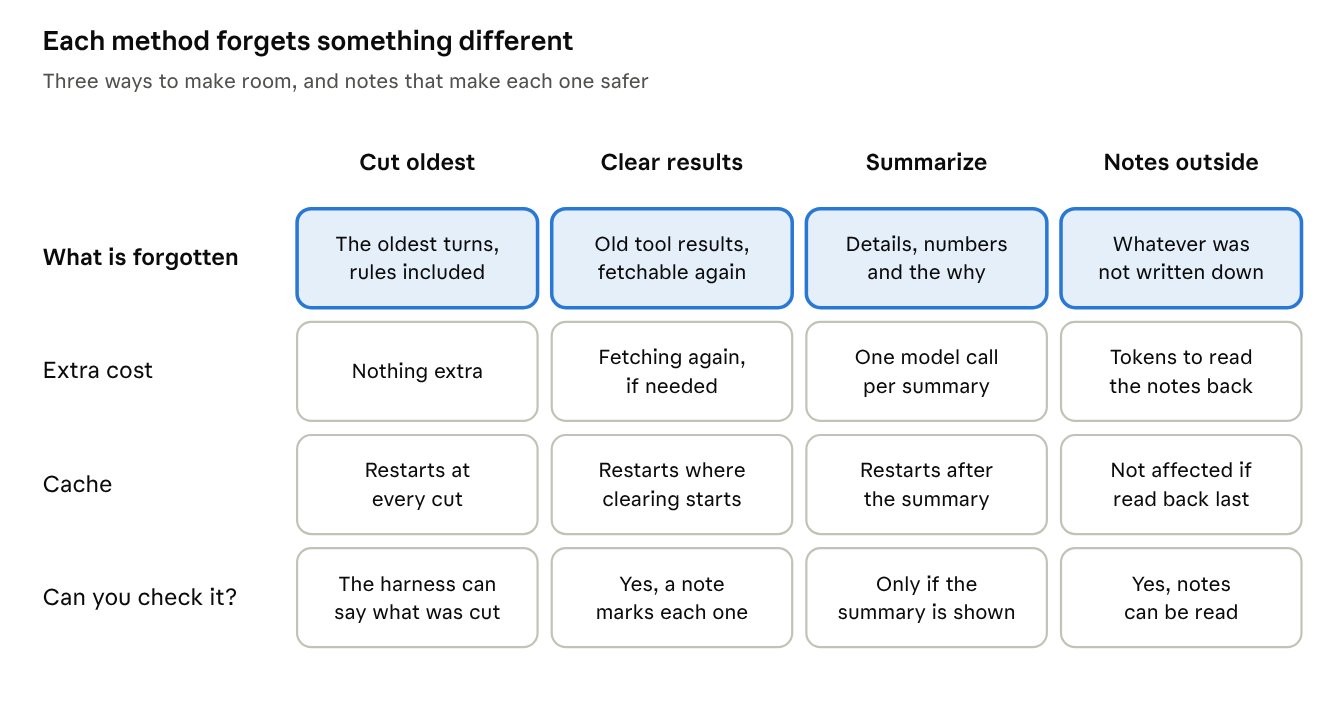 Each method forgets something different
Three ways to make room, and notes that make each one safer
Cut oldest
Clear results
Summarize
Notes outside
What is forgotten
The oldest turns,
rules included
Old tool results,
fetchable again
Details, numbers
and the why
Whatever was
not written down
Extra cost
Nothing extra
Fetching again,
if needed
One model call
per summary
Tokens to read
the notes back
Cache
Restarts at
every cut
Restarts where
clearing starts
Restarts after
the summary
Not affected if
read back last
Can you check it?
The harness can
say what was cut
Yes, a note
marks each one
Only if the
summary is shown
Yes, notes
can be read